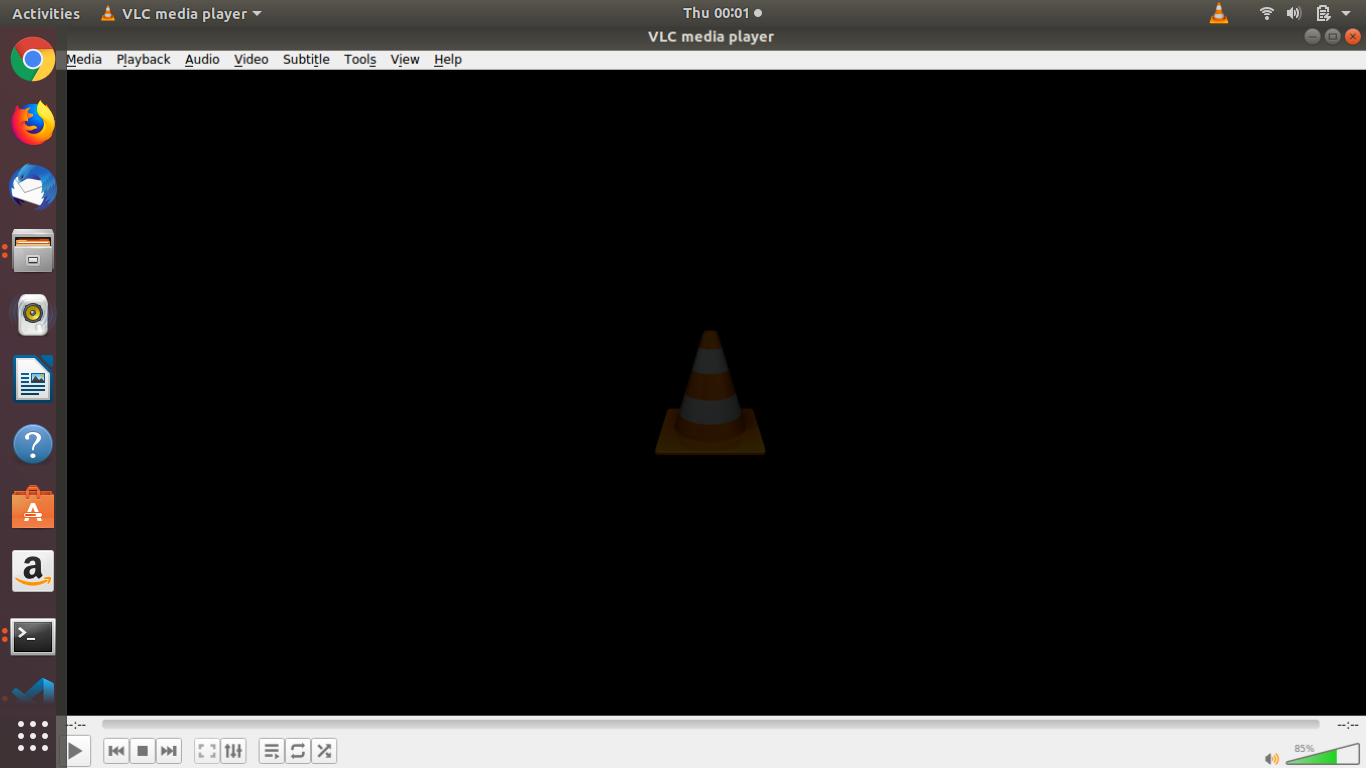 Activities VLC media player Thu 00:01
VLC media player
Media Playback Audio Video Subtitle Tools View Help
--:-- --:--
85%